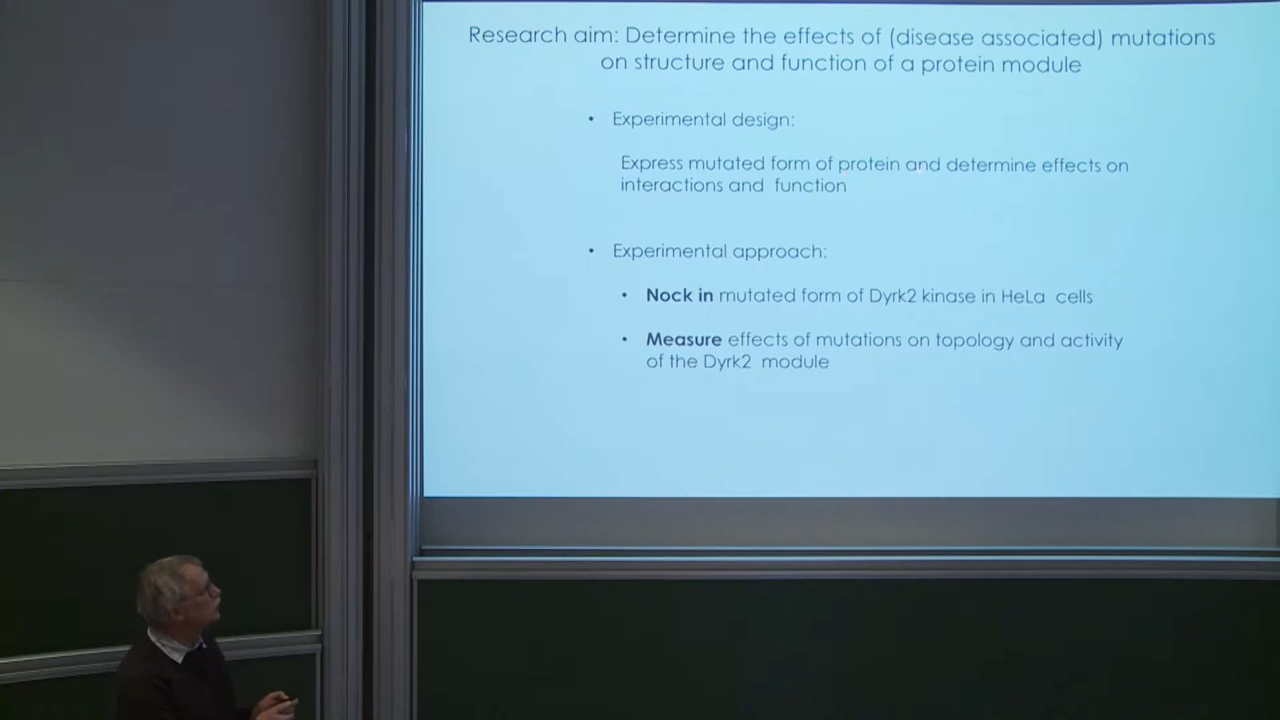 Research aim: Determine the effects of (disease associated) mutations
on structure and function of a protein module
• Experimental design:
Express mutated form of protein and determine effects on
interactions and function
• Experimental approach:
• Nock in mutated form of Dyrk2 kinase in HeLa cells
• Measure effects of mutations on topology and activity
of the Dyrk2 module